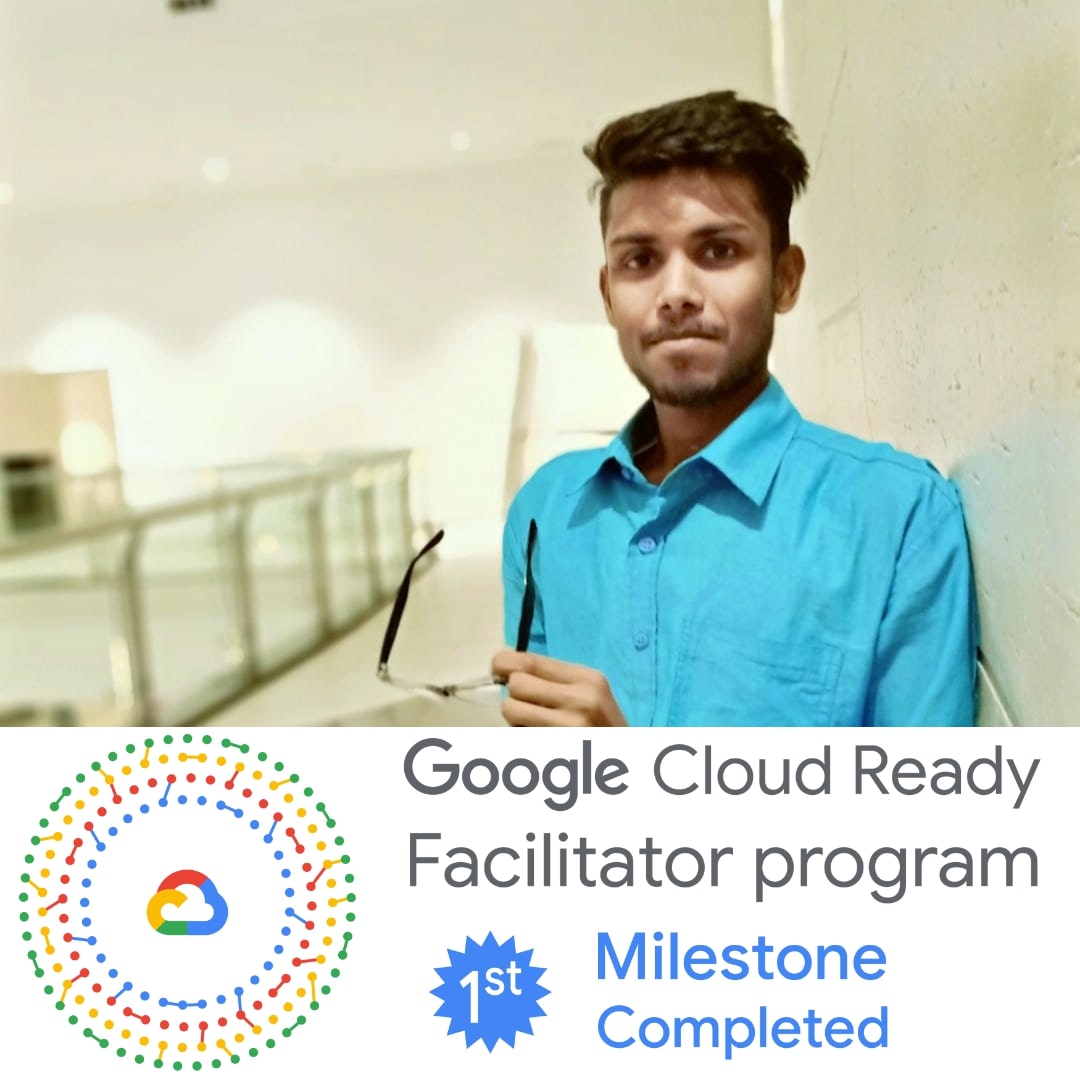 Google Cloud Ready
Facilitator program
1st
Milestone
Completed